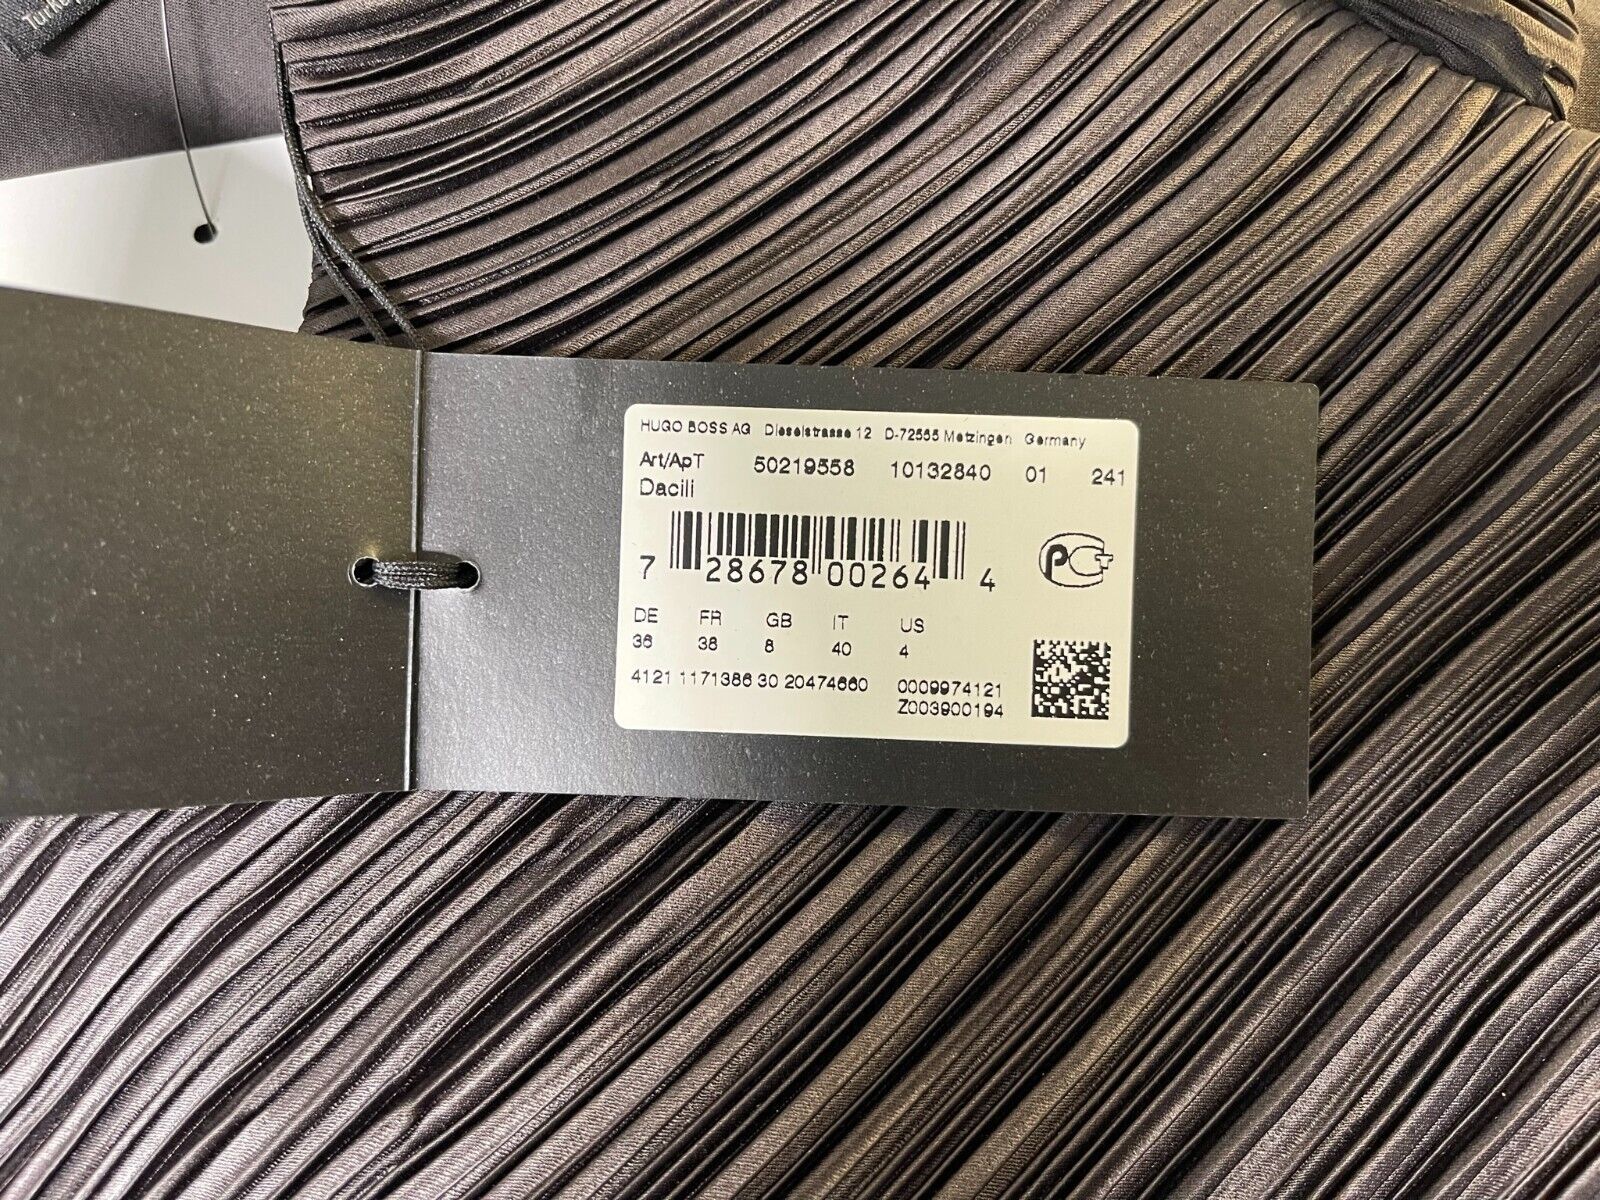 HUGO BOSS AG Dieselstrasse 12 D-72555 Metzingen Germany
Art/ApT 50219558 10132840 01 241
Dacili
7 28678 00264 4
PCT
DE FR GB IT US
36 38 8 40 4
4121 1171386 30 20474660 0009974121
Z003900194